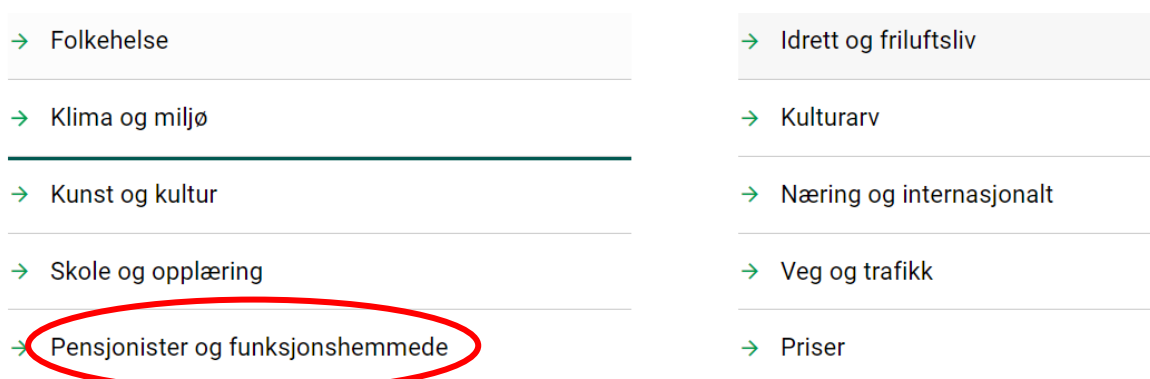 Folkehelse
Klima og miljø
Kunst og kultur
Skole og opplæring
Pensjonister og funksjonshemmede
Idrett og friluftsliv
Kulturarv
Næring og internasjonalt
Veg og trafikk
Priser